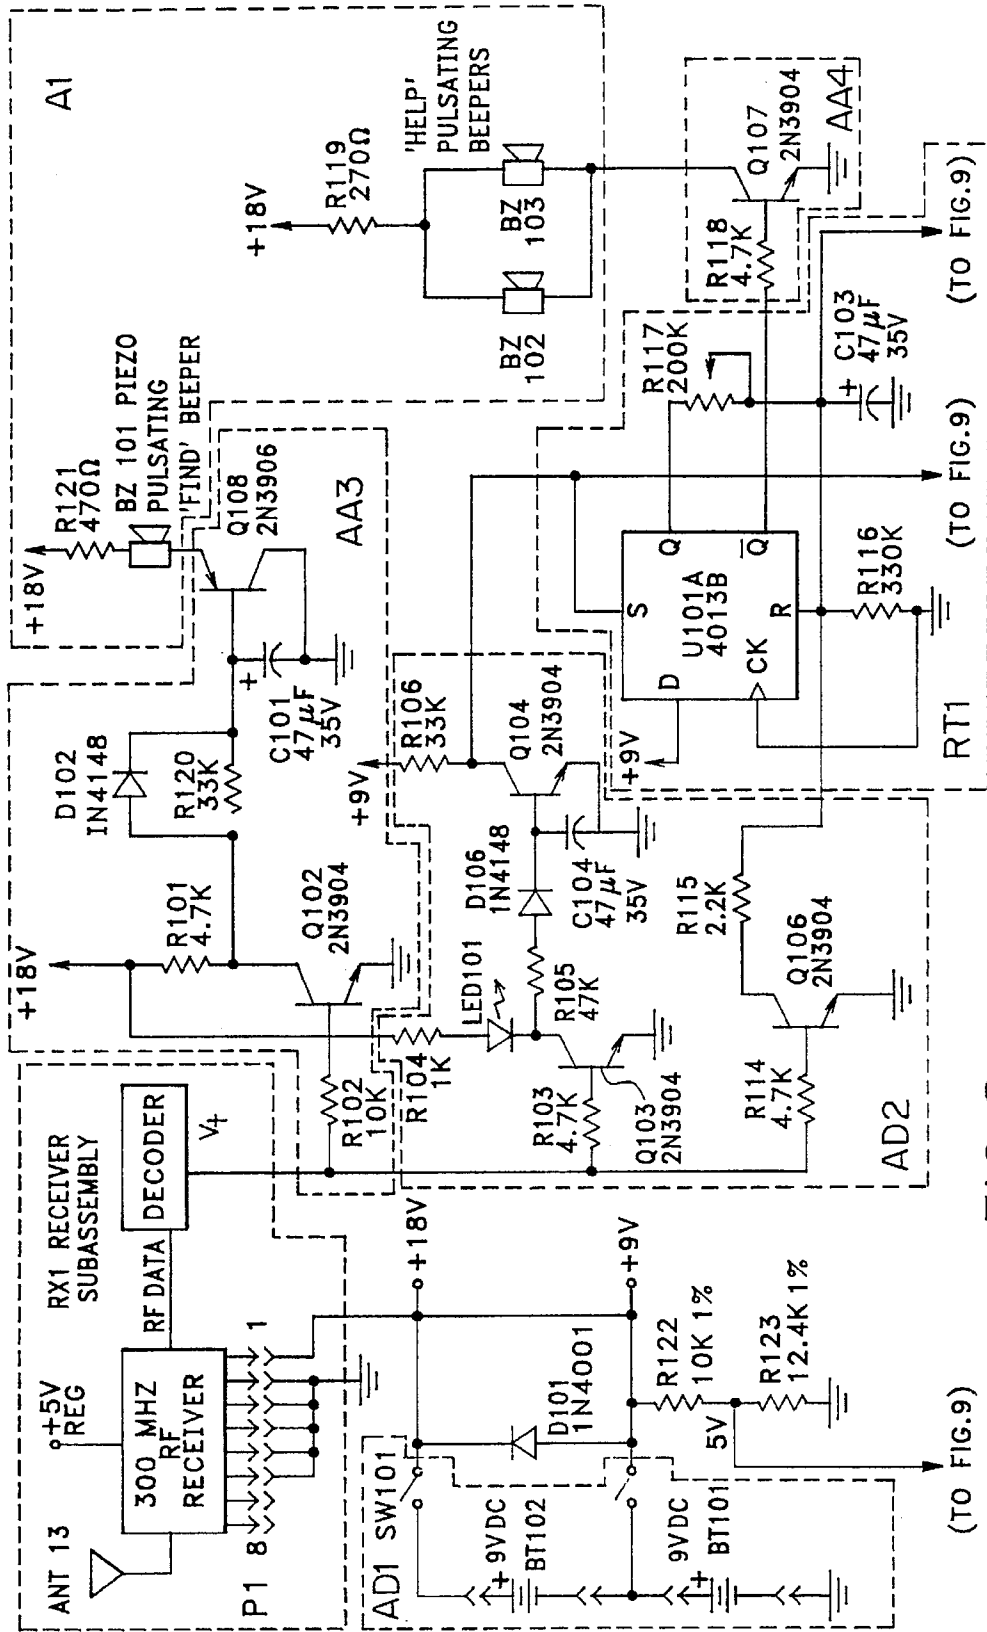 ANT 13
+5V
REG
RX1 RECEIVER
SUBASSEMBLY
300 MHZ
RF
RECEIVER
RF DATA
DECODER
Vt
P1
8
1
AD1
SW101
+
9VDC
BT102
+
9VDC
BT101
D101
1N4001
+18V
+9V
R122
10K 1%
5V
R123
12.4K 1%
(TO FIG.9)
+18V
R101
4.7K
D102
IN4148
R120
33K
Q102
2N3904
R102
10K
+
C101
47µF
35V
+18V
R121
470Ω
BZ 101 PIEZO
PULSATING
'FIND' BEEPER
Q108
2N3906
AA3
A1
R104
1K
LED101
R105
47K
D106
1N4148
R103
4.7K
Q103
2N3904
C104
47µF
35V
+9V
R106
33K
Q104
2N3904
R114
4.7K
Q106
2N3904
R115
2.2K
AD2
+9V
D
S
Q
Q
CK
R
U101A
4013B
R116
330K
RT1
R117
200K
+
C103
47µF
35V
(TO FIG.9)
(TO FIG.9)
+18V
R119
270Ω
BZ
102
BZ
103
'HELP'
PULSATING
BEEPERS
R118
4.7K
Q107
2N3904
AA4